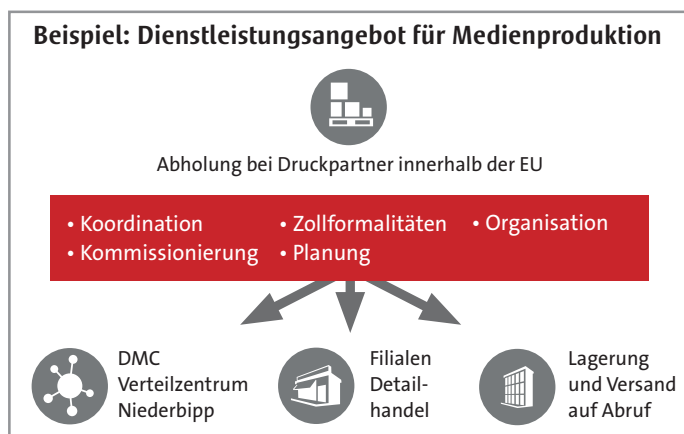 Beispiel: Dienstleistungsangebot für Medienproduktion
Abholung bei Druckpartner innerhalb der EU
• Koordination
• Kommissionierung
• Zollformalitäten
• Planung
• Organisation
DMC
Verteilzentrum
Niederbipp
Filialen
Detail-
handel
Lagerung
und Versand
auf Abruf